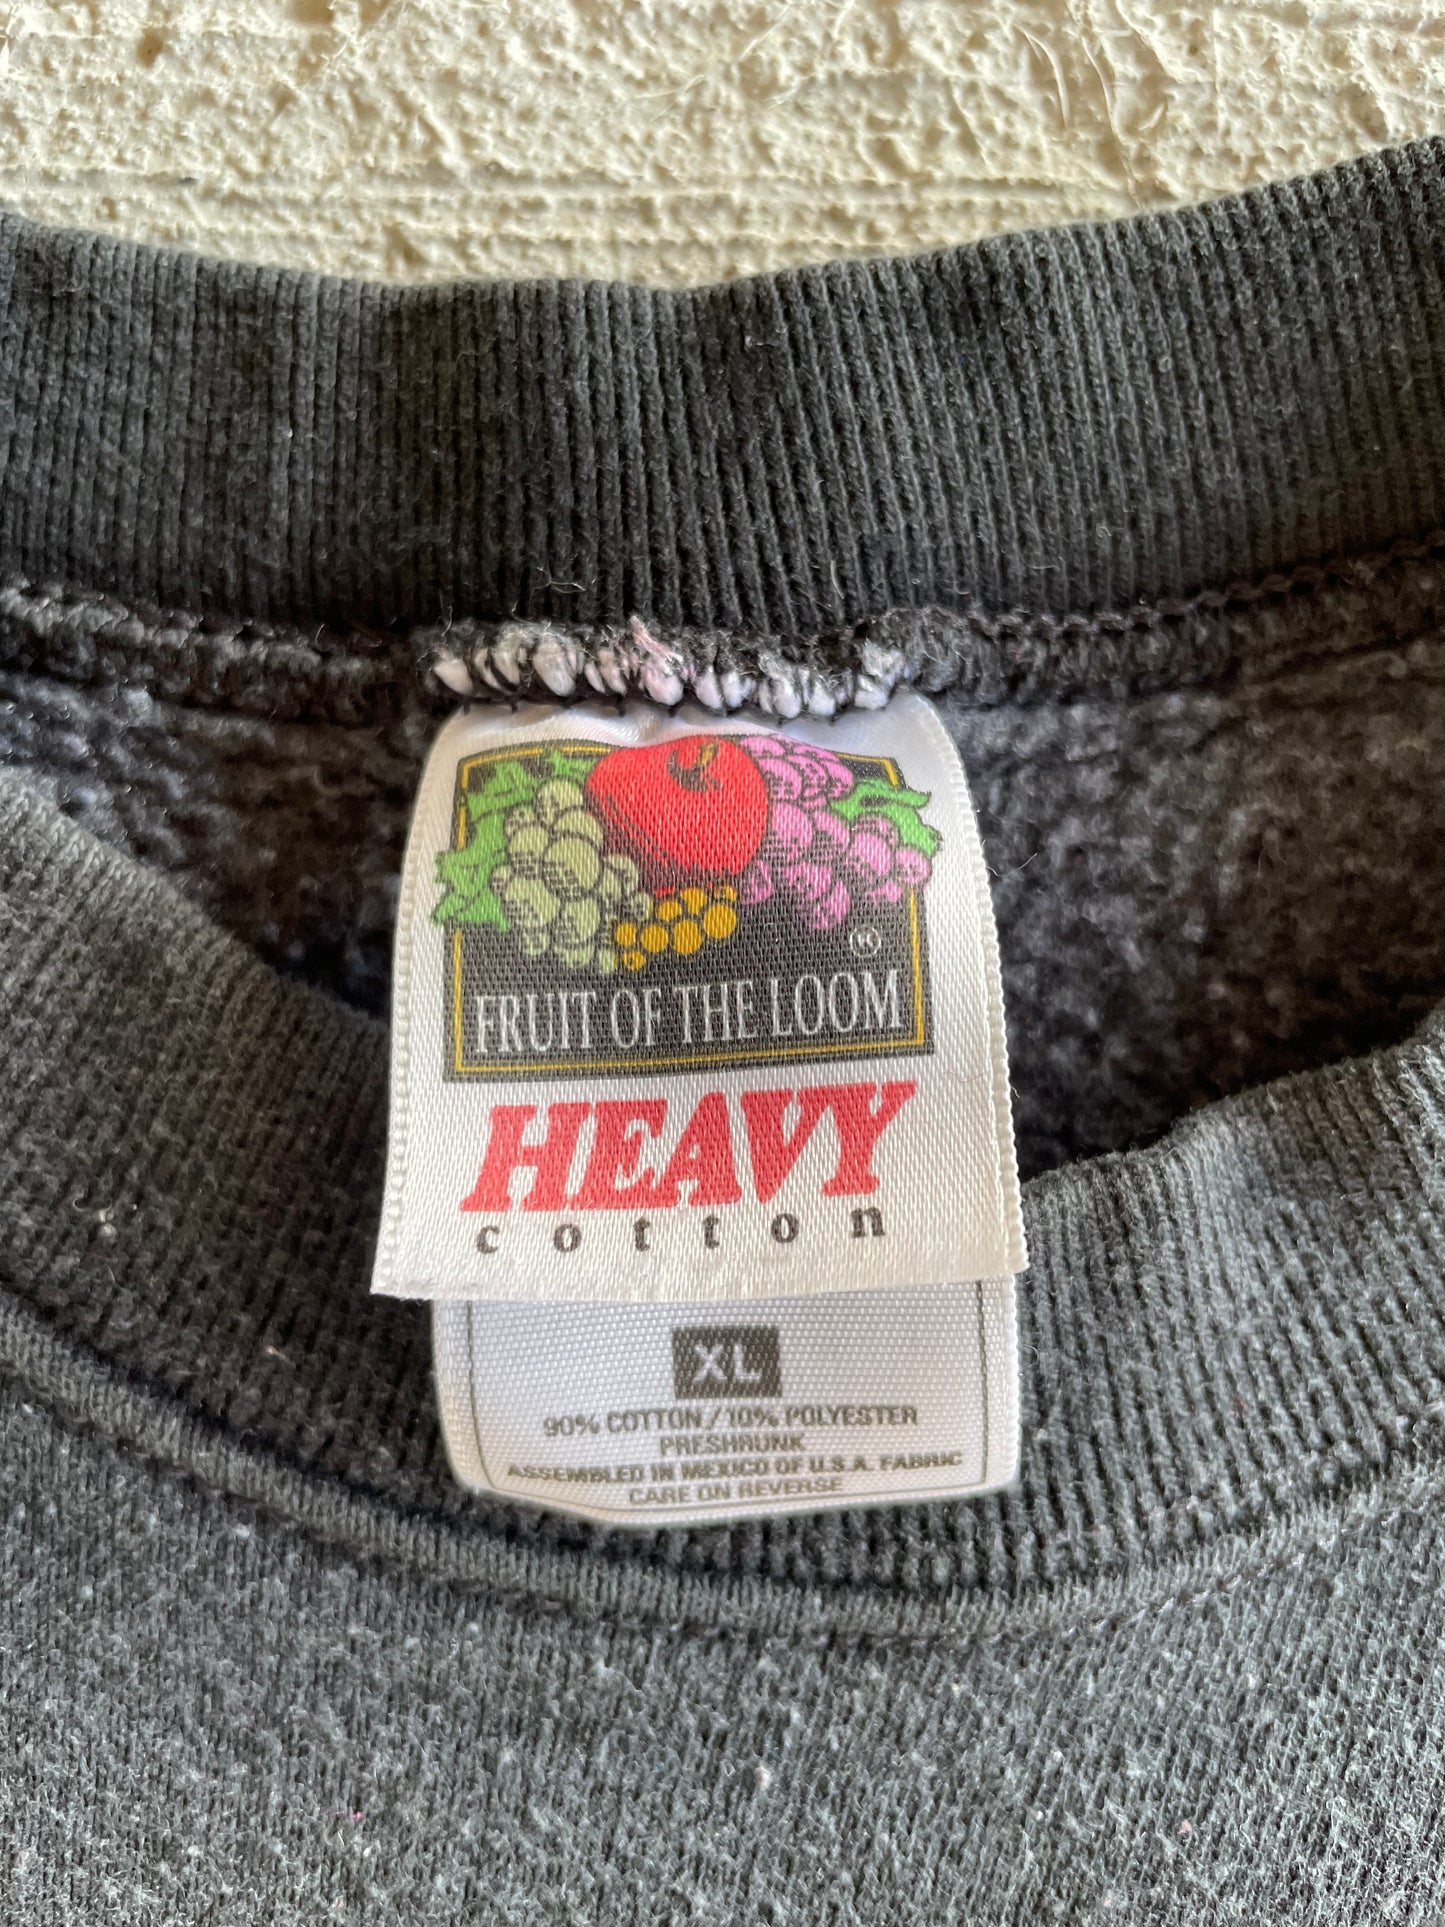 ®
FRUIT OF THE LOOM
HEAVY
cotton
XL
90% COTTON / 10% POLYESTER
PRESHRUNK
ASSEMBLED IN MEXICO OF U.S.A. FABRIC
CARE ON REVERSE